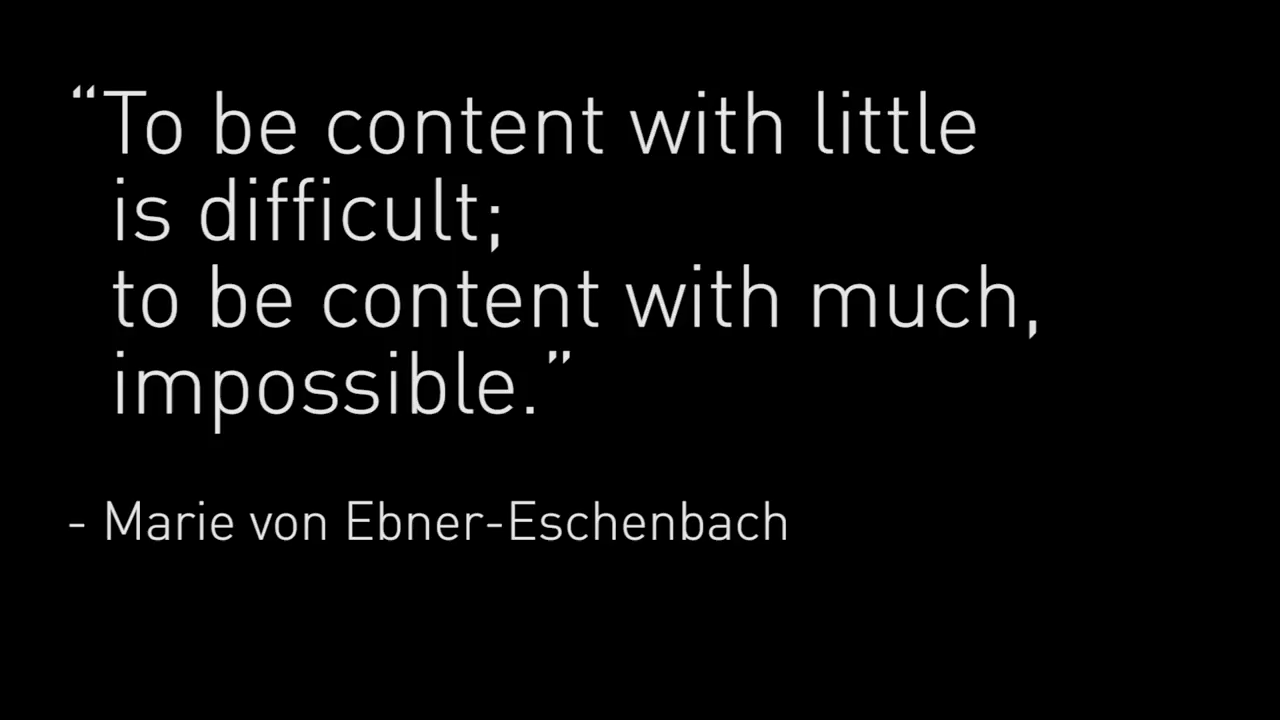 “To be content with little
is difficult;
to be content with much,
impossible.”
- Marie von Ebner-Eschenbach